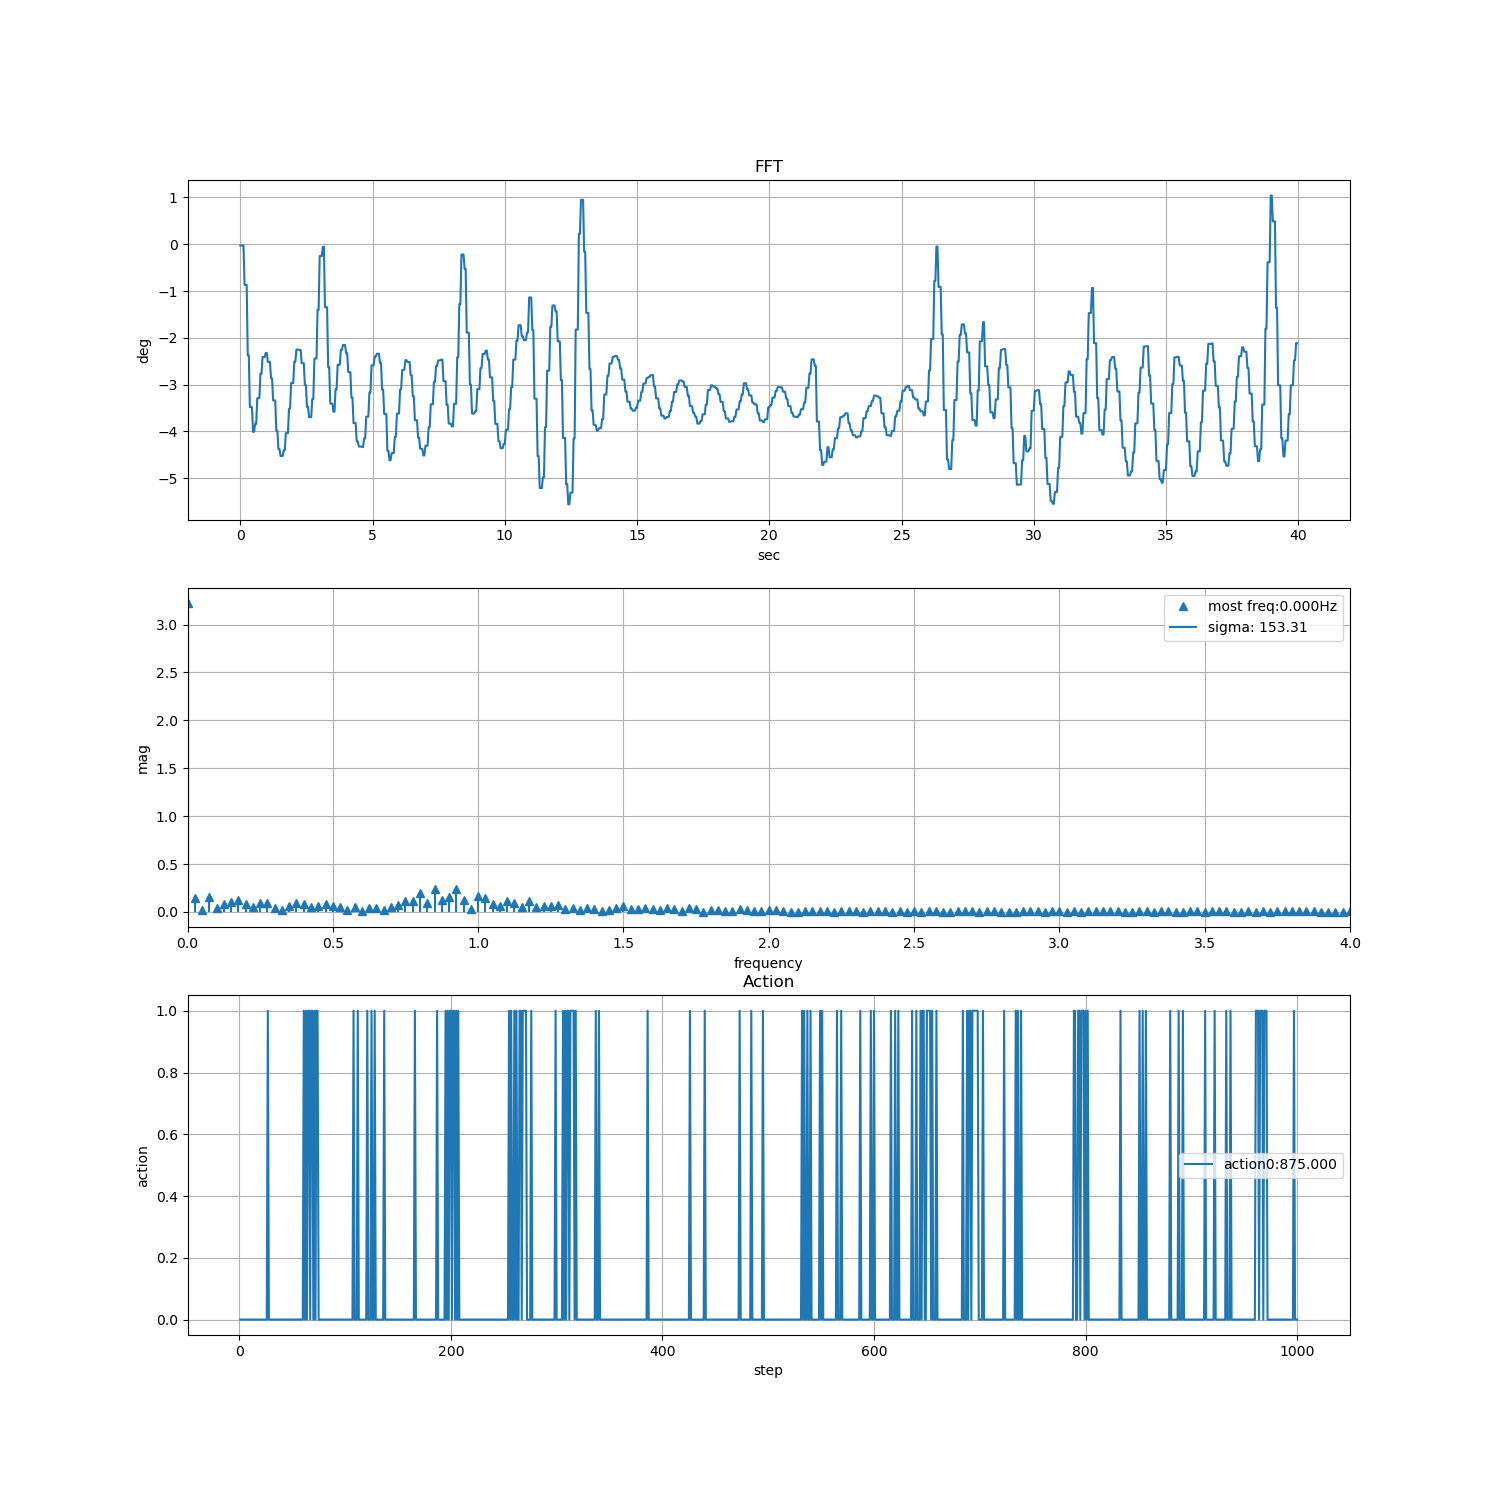 FFT
1
0
−1
−2
−3
−4
−5
deg
0 5 10 15 20 25 30 35 40
sec
most freq:0.000Hz
sigma: 153.31
3.0
2.5
2.0
1.5
1.0
0.5
0.0
mag
0.0 0.5 1.0 1.5 2.0 2.5 3.0 3.5 4.0
frequency
Action
1.0
0.8
0.6
0.4
0.2
0.0
action
action0:875.000
0 200 400 600 800 1000
step